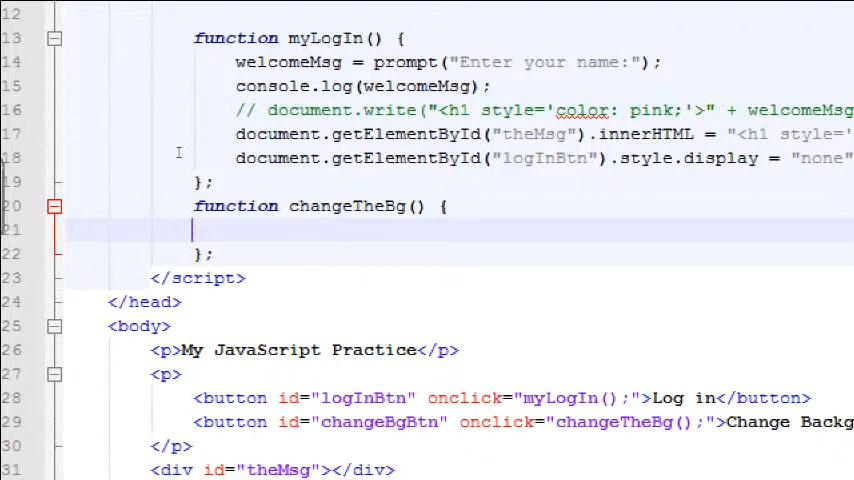 12
13 function myLogIn() {
14 welcomeMsg = prompt("Enter your name:");
15 console.log(welcomeMsg);
16 // document.write("<h1 style='color: pink;'>" + welcomeMsg
17 document.getElementById("theMsg").innerHTML = "<h1 style='
18 document.getElementById("logInBtn").style.display = "none"
19 };
20 function changeTheBg() {
21
22 };
23 </script>
24 </head>
25 <body>
26 <p>My JavaScript Practice</p>
27 <p>
28 <button id="logInBtn" onclick="myLogIn();">Log in</button>
29 <button id="changeBgBtn" onclick="changeTheBg();">Change Backg
30 </p>
31 <div id="theMsg"></div>